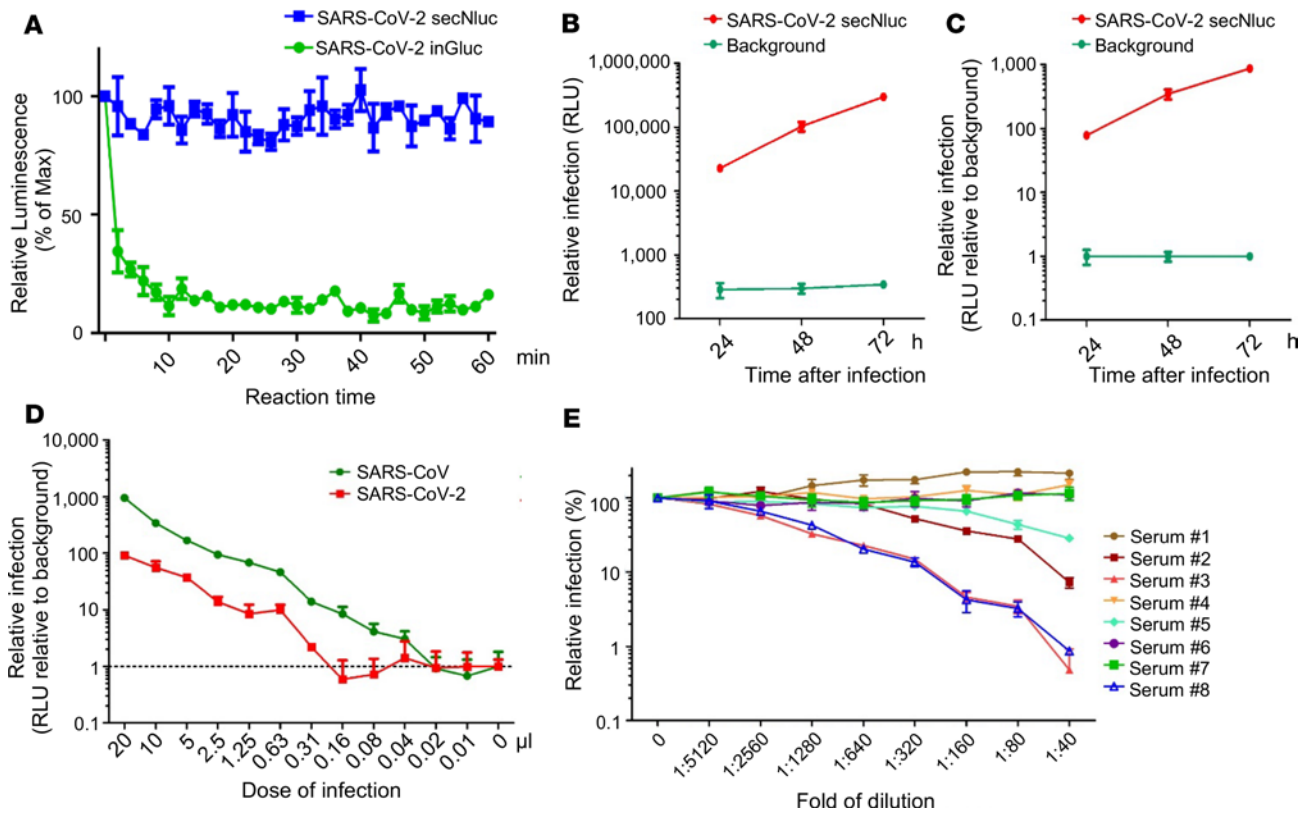 A
SARS-CoV-2 secNluc
SARS-CoV-2 inGluc
Relative Luminescence
(% of Max)
100
50
0
10
20
30
40
50
60
min
Reaction time
B
SARS-CoV-2 secNluc
Background
Relative infection (RLU)
1,000,000
100,000
10,000
1,000
100
24
48
72
h
Time after infection
C
SARS-CoV-2 secNluc
Background
Relative infection
(RLU relative to background)
1,000
100
10
1
0.1
24
48
72
h
Time after infection
D
SARS-CoV
SARS-CoV-2
Relative infection
(RLU relative to background)
10,000
1,000
100
10
1
0.1
20
10
5
2.5
1.25
0.63
0.31
0.16
0.08
0.04
0.02
0.01
0
µl
Dose of infection
E
Relative infection (%)
100
10
1
0.1
0
1:5120
1:2560
1:1280
1:640
1:320
1:160
1:80
1:40
Fold of dilution
Serum #1
Serum #2
Serum #3
Serum #4
Serum #5
Serum #6
Serum #7
Serum #8